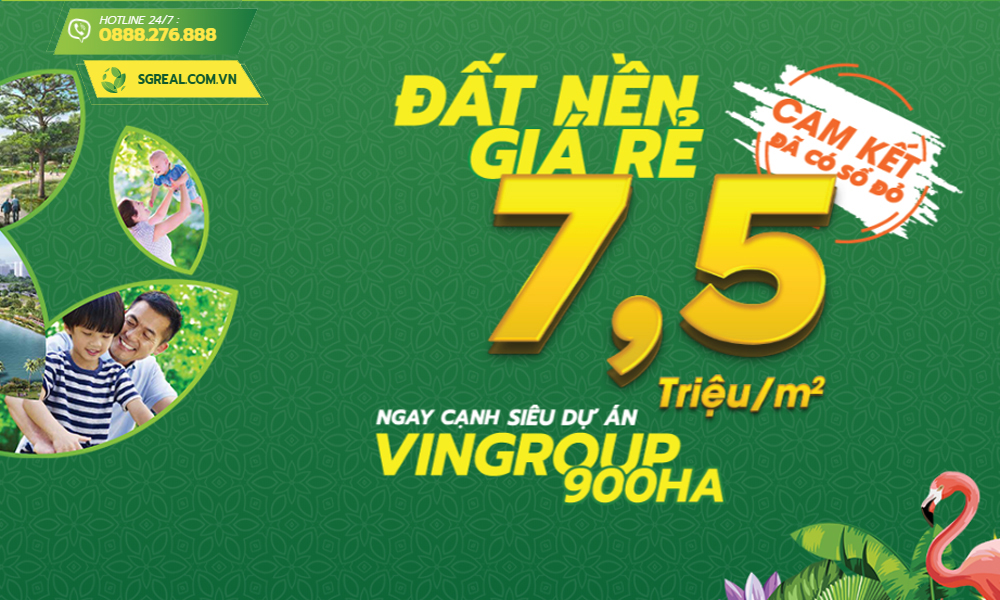 HOTLINE 24/7 :
0888.276.888
SGREAL.COM.VN
ĐẤT NỀN
GIÁ RẺ
CAM KẾT
ĐÃ CÓ SỔ ĐỎ
7,5
Triệu/m²
NGAY CẠNH SIÊU DỰ ÁN
VINGROUP
900HA